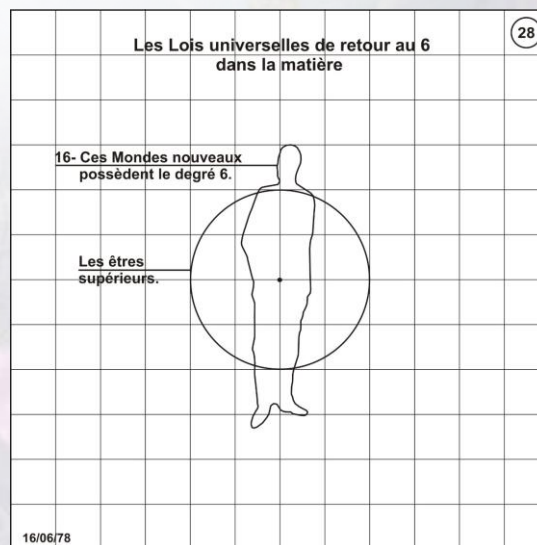 28
Les Lois universelles de retour au 6
dans la matière
16- Ces Mondes nouveaux
possèdent le degré 6.
Les êtres
supérieurs.
16/06/78